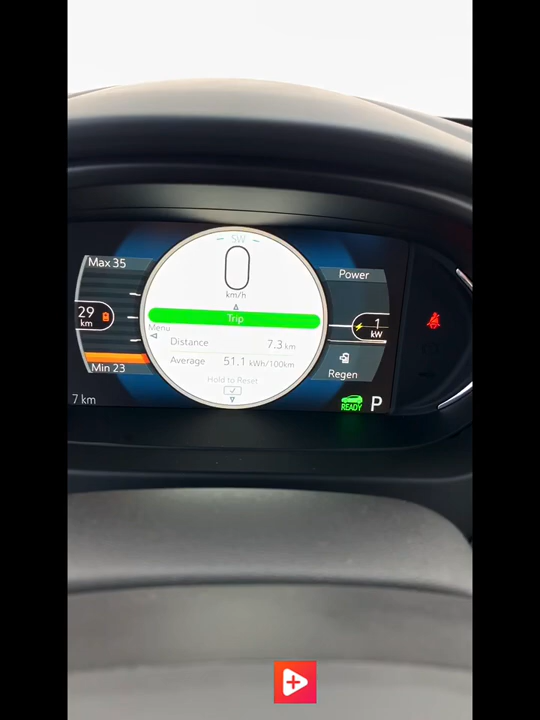 SW
0
km/h
Max 35
29
km
Min 23
7 km
Trip
Menu
Distance 7.3 km
Average 51.1 kWh/100km
Hold to Reset
Power
1
kW
Regen
READY P